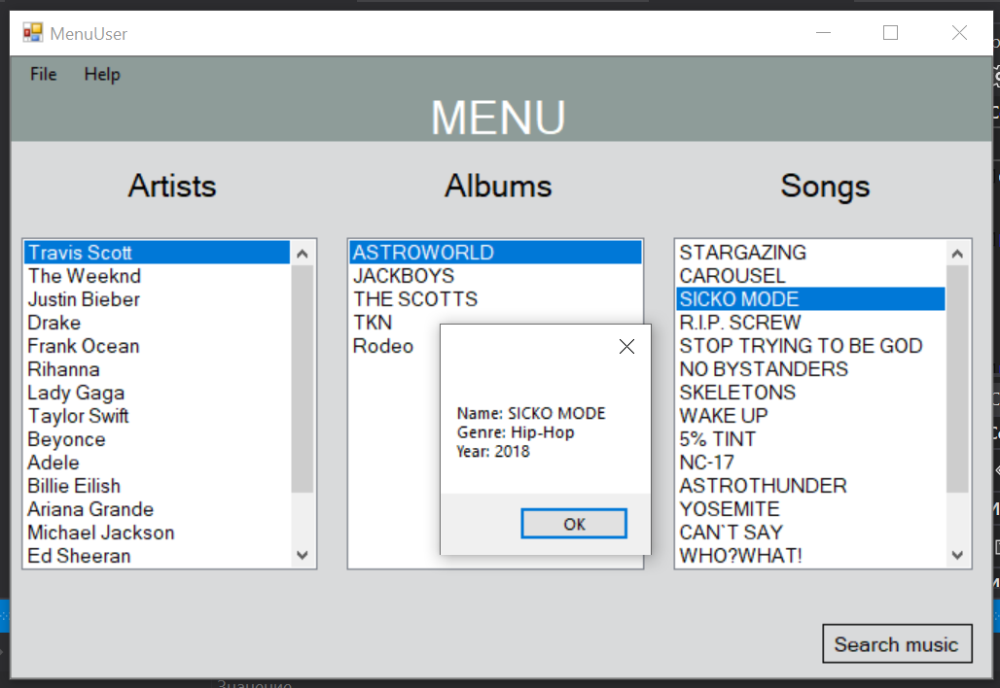 MenuUser
File Help
MENU
Artists
Albums
Songs
Travis Scott
The Weeknd
Justin Bieber
Drake
Frank Ocean
Rihanna
Lady Gaga
Taylor Swift
Beyonce
Adele
Billie Eilish
Ariana Grande
Michael Jackson
Ed Sheeran
ASTROWORLD
JACKBOYS
THE SCOTTS
TKN
Rodeo
STARGAZING
CAROUSEL
SICKO MODE
R.I.P. SCREW
STOP TRYING TO BE GOD
NO BYSTANDERS
SKELETONS
WAKE UP
5% TINT
NC-17
ASTROTHUNDER
YOSEMITE
CAN`T SAY
WHO?WHAT!
Name: SICKO MODE
Genre: Hip-Hop
Year: 2018
OK
Search music
Значение